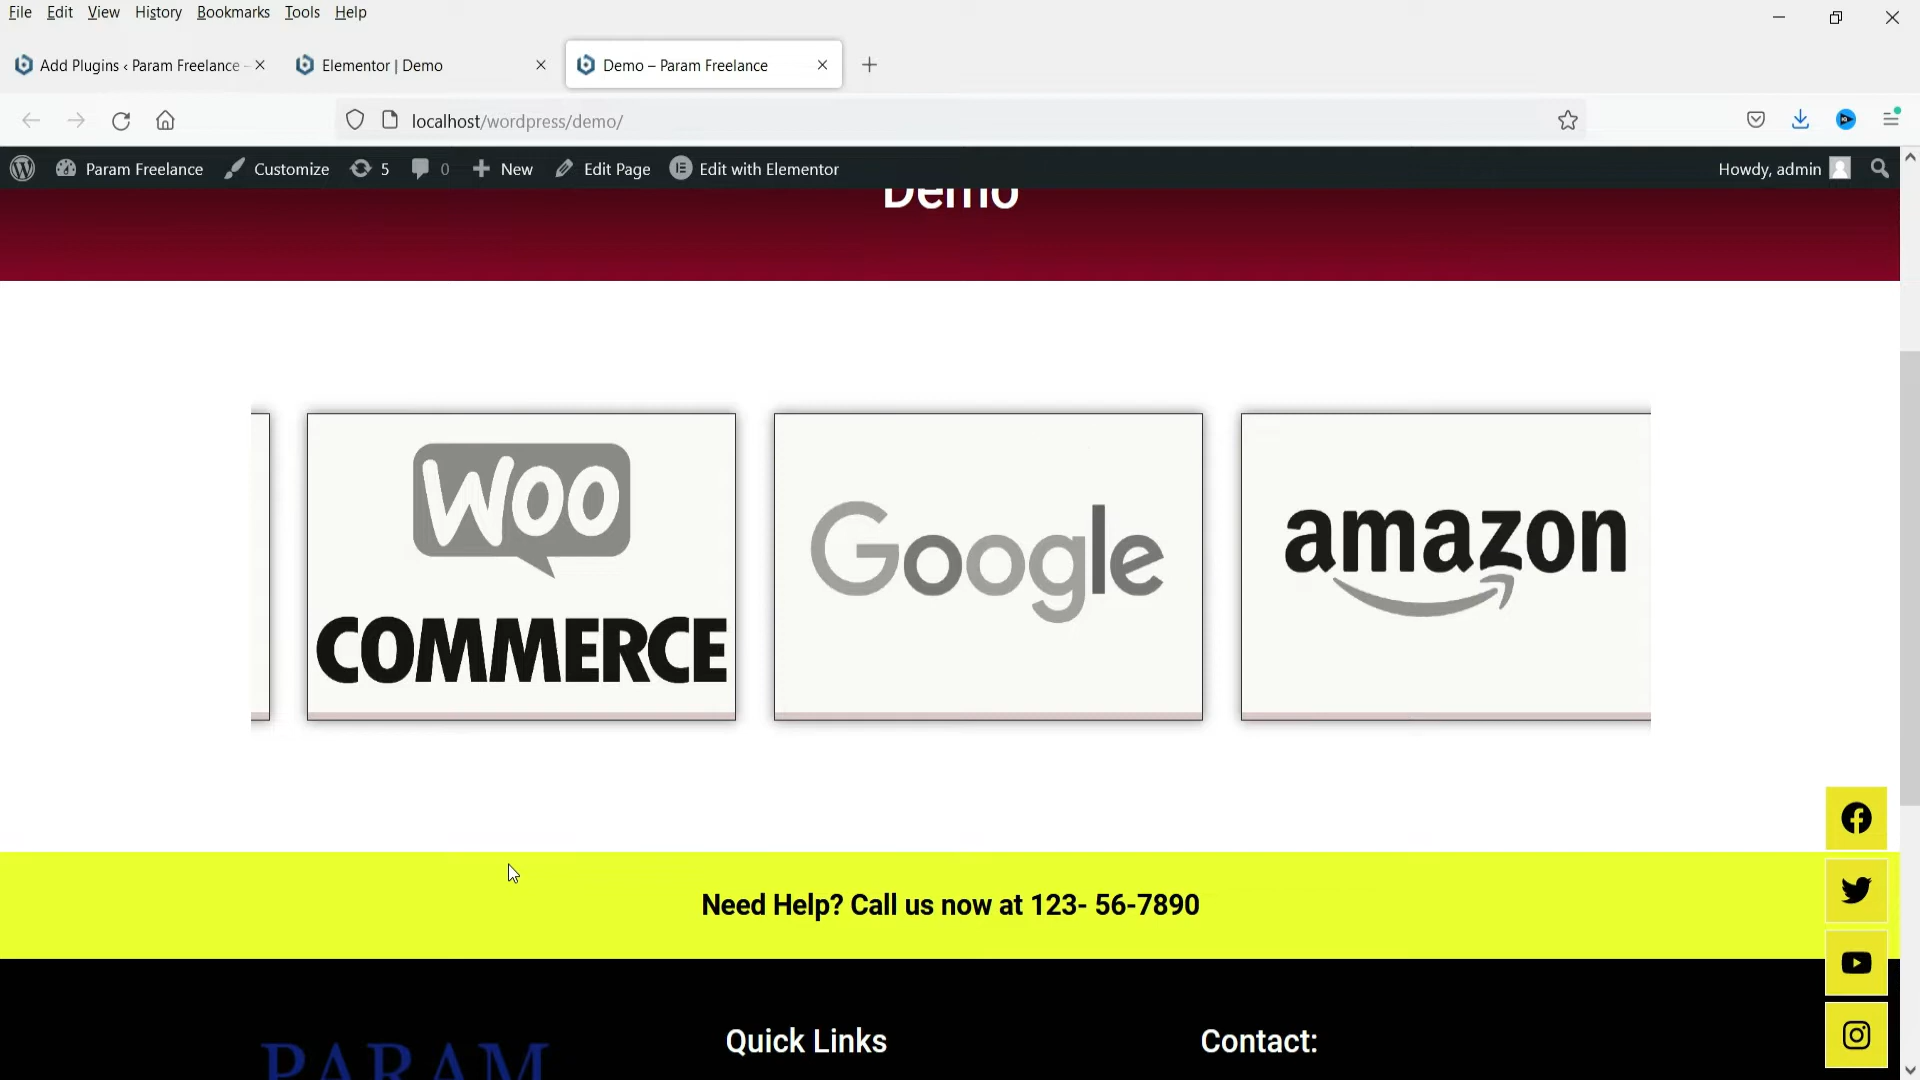 File Edit View History Bookmarks Tools Help
Add Plugins ‹ Param Freelance –
Elementor | Demo
Demo – Param Freelance
localhost/wordpress/demo/
Param Freelance Customize 5 0 New Edit Page Edit with Elementor Howdy, admin
Demo
Woo
COMMERCE
Google
amazon
Need Help? Call us now at 123- 56-7890
PARAM
Quick Links
Contact: